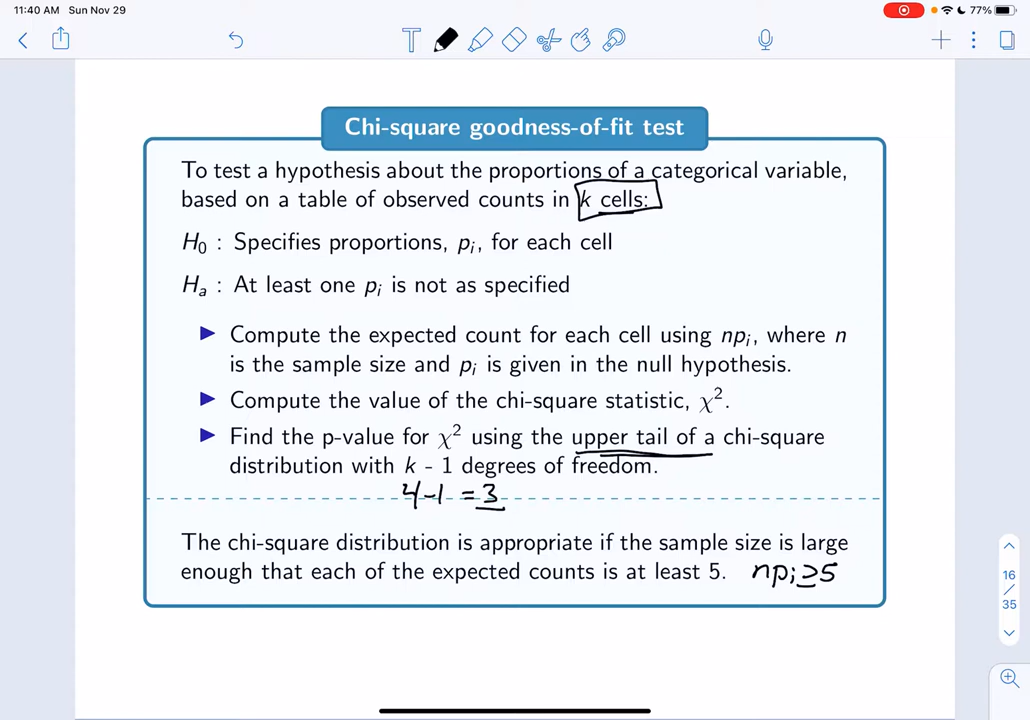 11:40 AM Sun Nov 29
77%
T
Chi-square goodness-of-fit test
To test a hypothesis about the proportions of a categorical variable,
based on a table of observed counts in k cells:
H₀ : Specifies proportions, pᵢ, for each cell
Hₐ : At least one pᵢ is not as specified
Compute the expected count for each cell using npᵢ, where n
is the sample size and pᵢ is given in the null hypothesis.
Compute the value of the chi-square statistic, χ².
Find the p-value for χ² using the upper tail of a chi-square
distribution with k - 1 degrees of freedom.
4-1 = 3
The chi-square distribution is appropriate if the sample size is large
enough that each of the expected counts is at least 5. npᵢ ≥ 5
16
/
35